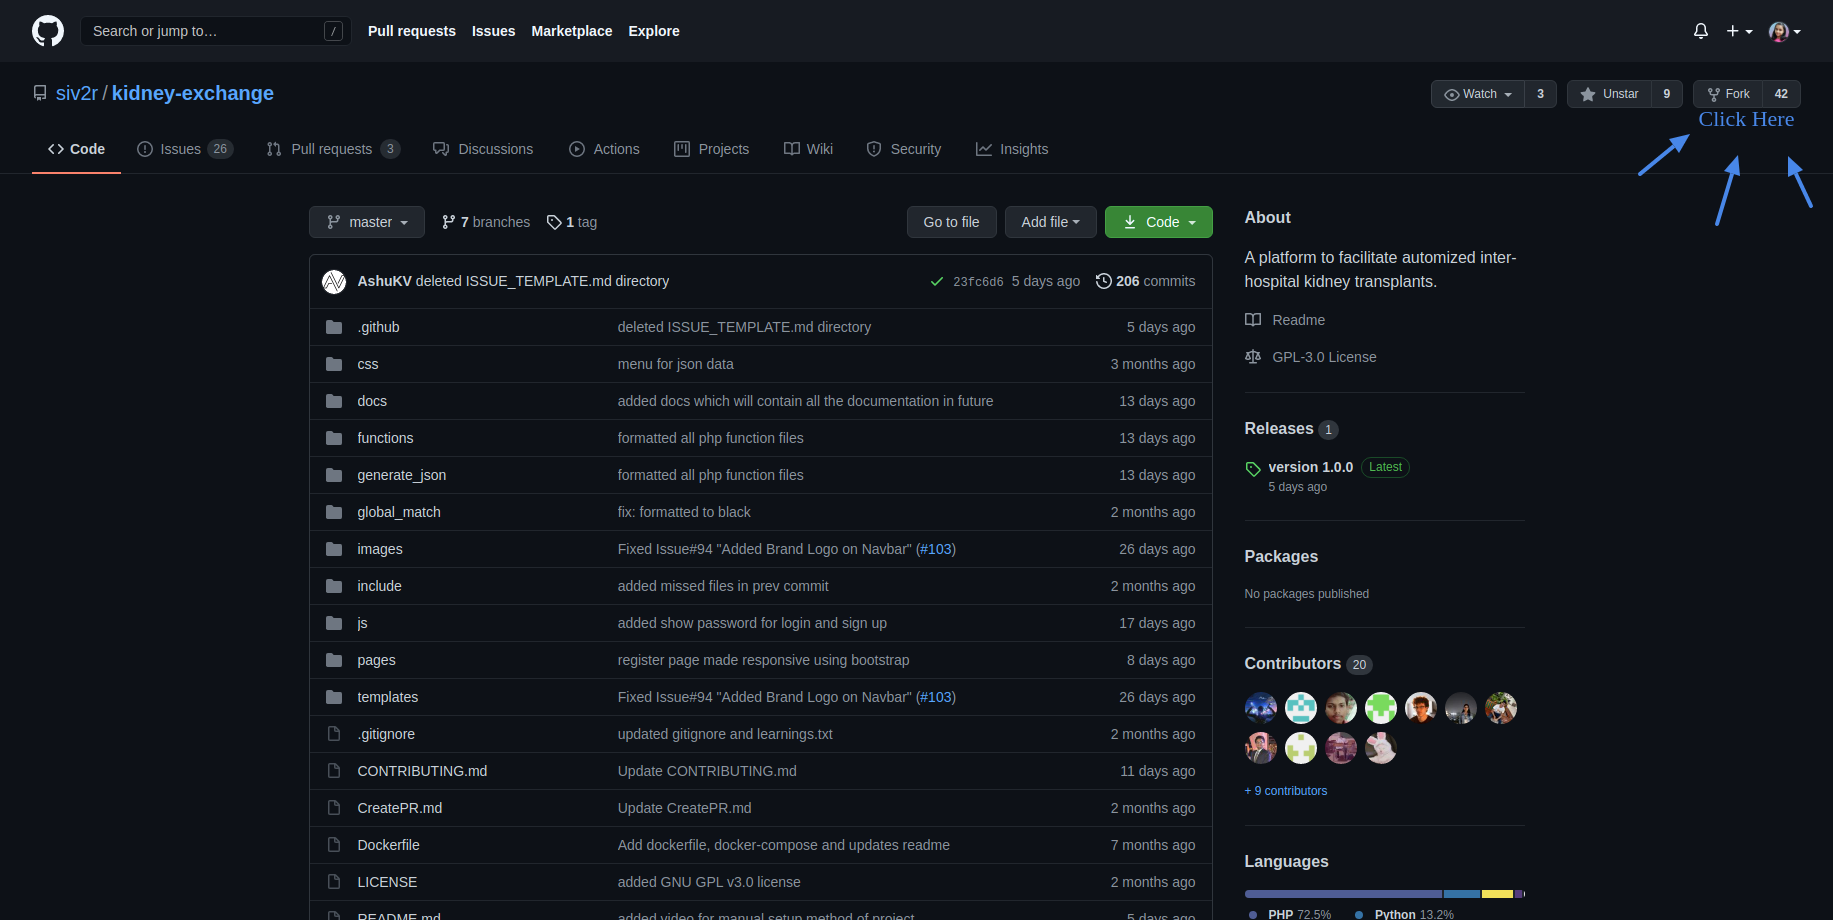 Search or jump to… /
Pull requests Issues Marketplace Explore
siv2r / kidney-exchange
Watch 3 Unstar 9 Fork 42
Click Here
Code Issues 26 Pull requests 3 Discussions Actions Projects Wiki Security Insights
master 7 branches 1 tag Go to file Add file Code
AshuKV deleted ISSUE_TEMPLATE.md directory 23fc6d6 5 days ago 206 commits
.github deleted ISSUE_TEMPLATE.md directory 5 days ago
css menu for json data 3 months ago
docs added docs which will contain all the documentation in future 13 days ago
functions formatted all php function files 13 days ago
generate_json formatted all php function files 13 days ago
global_match fix: formatted to black 2 months ago
images Fixed Issue#94 "Added Brand Logo on Navbar" (#103) 26 days ago
include added missed files in prev commit 2 months ago
js added show password for login and sign up 17 days ago
pages register page made responsive using bootstrap 8 days ago
templates Fixed Issue#94 "Added Brand Logo on Navbar" (#103) 26 days ago
.gitignore updated gitignore and learnings.txt 2 months ago
CONTRIBUTING.md Update CONTRIBUTING.md 11 days ago
CreatePR.md Update CreatePR.md 2 months ago
Dockerfile Add dockerfile, docker-compose and updates readme 7 months ago
LICENSE added GNU GPL v3.0 license 2 months ago
README.md added video for manual setup method of project 5 days ago
About
A platform to facilitate automized inter-
hospital kidney transplants.
Readme
GPL-3.0 License
Releases 1
version 1.0.0 Latest
5 days ago
Packages
No packages published
Contributors 20
+ 9 contributors
Languages
PHP 72.5% Python 13.2%